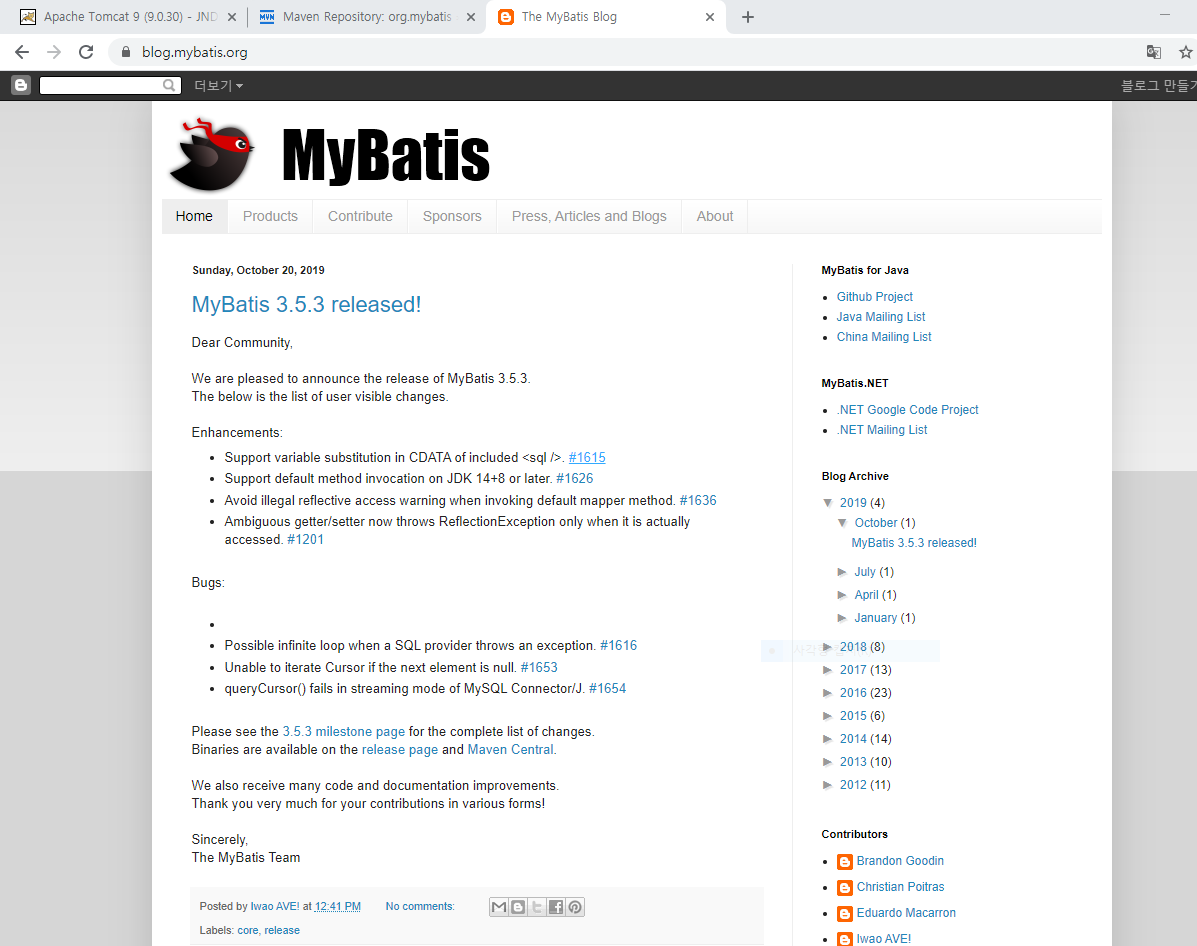 Apache Tomcat 9 (9.0.30) - JND
Maven Repository: org.mybatis
The MyBatis Blog
blog.mybatis.org
더보기
블로그 만들기
MyBatis
Home Products Contribute Sponsors Press, Articles and Blogs About
Sunday, October 20, 2019
MyBatis 3.5.3 released!
Dear Community,
We are pleased to announce the release of MyBatis 3.5.3.
The below is the list of user visible changes.
Enhancements:
Support variable substitution in CDATA of included <sql />. #1615
Support default method invocation on JDK 14+8 or later. #1626
Avoid illegal reflective access warning when invoking default mapper method. #1636
Ambiguous getter/setter now throws ReflectionException only when it is actually
accessed. #1201
Bugs:
Possible infinite loop when a SQL provider throws an exception. #1616
Unable to iterate Cursor if the next element is null. #1653
queryCursor() fails in streaming mode of MySQL Connector/J. #1654
Please see the 3.5.3 milestone page for the complete list of changes.
Binaries are available on the release page and Maven Central.
We also receive many code and documentation improvements.
Thank you very much for your contributions in various forms!
Sincerely,
The MyBatis Team
Posted by Iwao AVE! at 12:41 PM No comments:
Labels: core, release
MyBatis for Java
Github Project
Java Mailing List
China Mailing List
MyBatis.NET
.NET Google Code Project
.NET Mailing List
Blog Archive
▼ 2019 (4)
▼ October (1)
MyBatis 3.5.3 released!
► July (1)
► April (1)
► January (1)
► 2018 (8)
► 2017 (13)
► 2016 (23)
► 2015 (6)
► 2014 (14)
► 2013 (10)
► 2012 (11)
Contributors
Brandon Goodin
Christian Poitras
Eduardo Macarron
Iwao AVE!